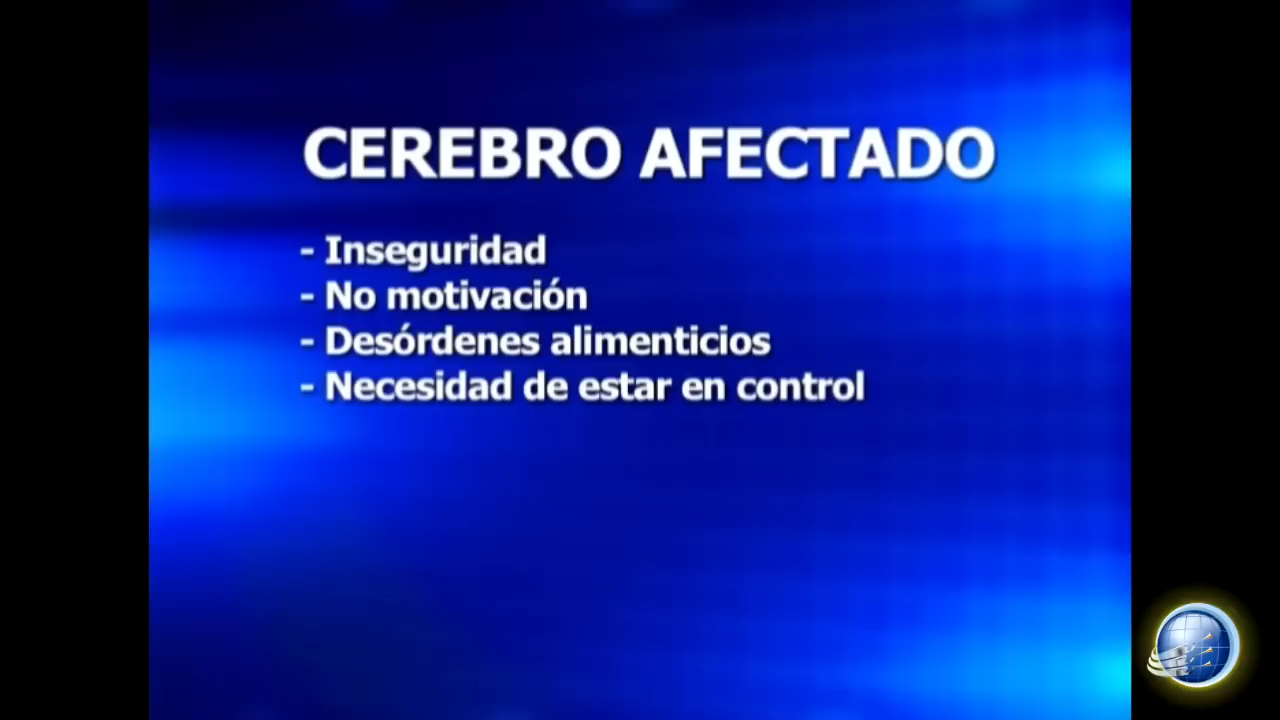 CEREBRO AFECTADO
- Inseguridad
- No motivación
- Desórdenes alimenticios
- Necesidad de estar en control